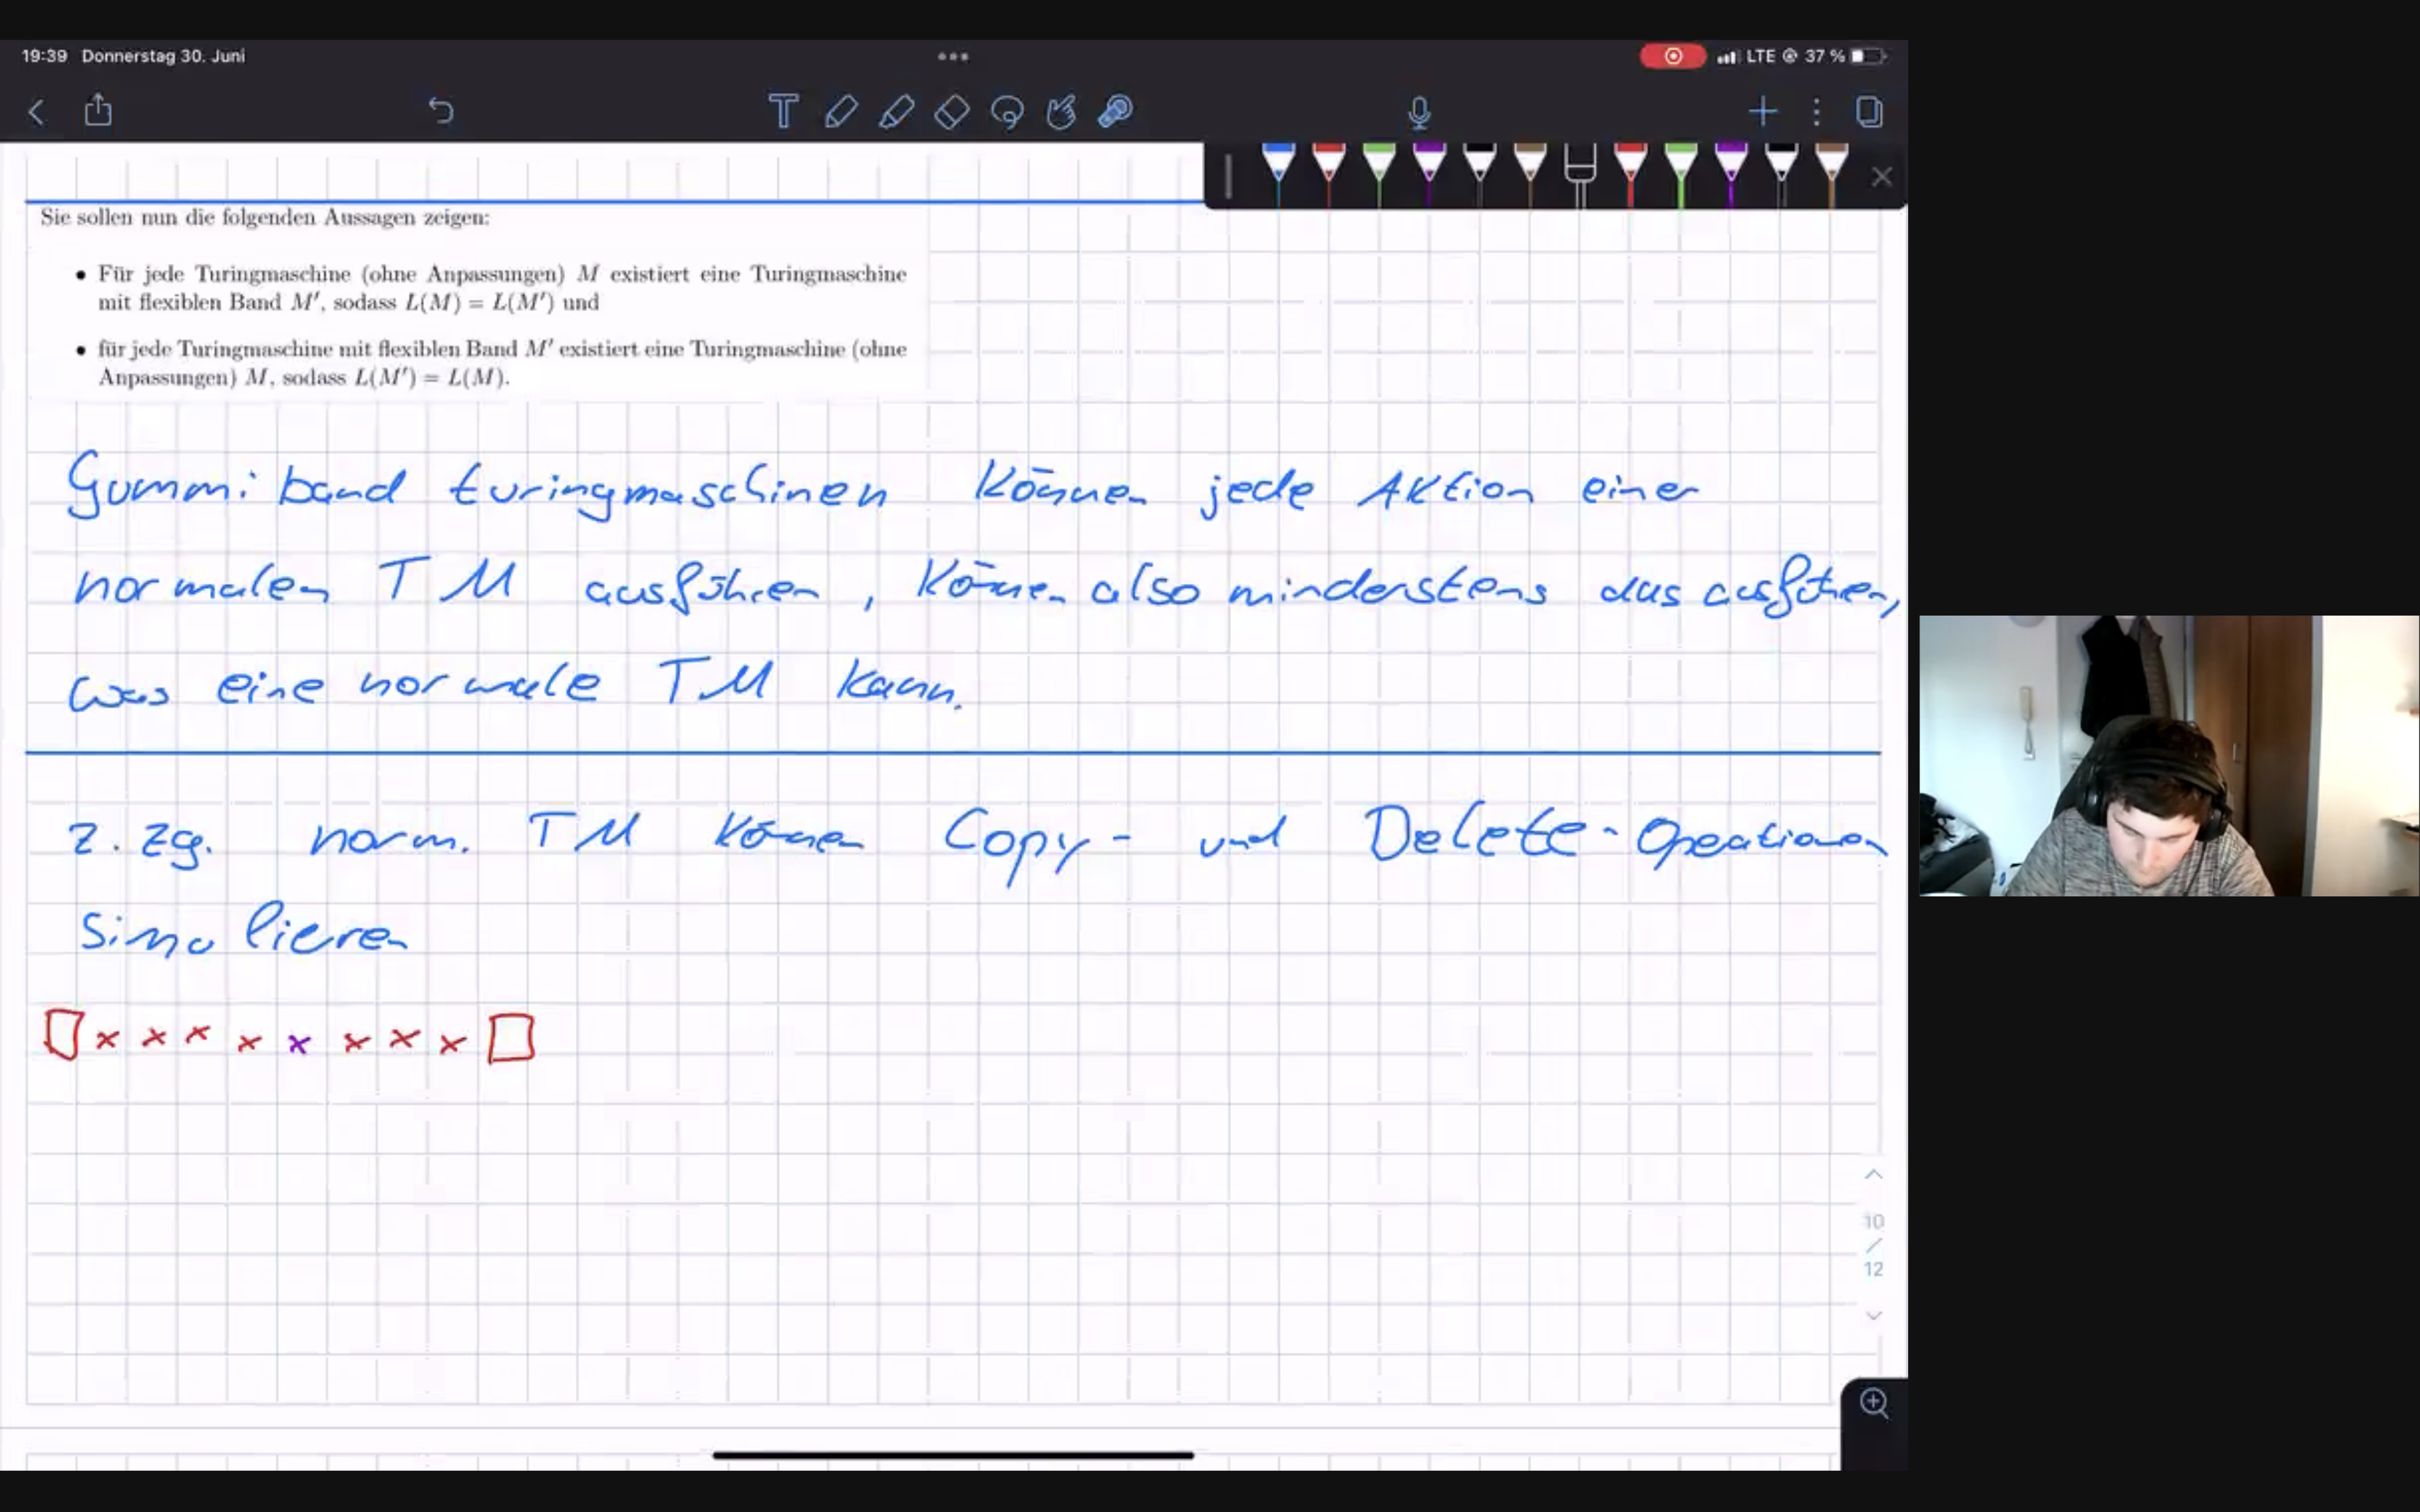 19:39 Donnerstag 30. Juni
LTE 37 %
T
Sie sollen nun die folgenden Aussagen zeigen:
• Für jede Turingmaschine (ohne Anpassungen) M existiert eine Turingmaschine
mit flexiblen Band M′, sodass L(M) = L(M′) und
• für jede Turingmaschine mit flexiblen Band M′ existiert eine Turingmaschine (ohne
Anpassungen) M, sodass L(M′) = L(M).
Gummiband turingmaschinen können jede Aktion einer
normalen TM ausführen, können also minderstens das ausführen,
was eine normale TM kann.
z.zg. norm. TM können Copy- und Delete-Operationen
simulieren
□ x x x x x x x x □
10
/
12